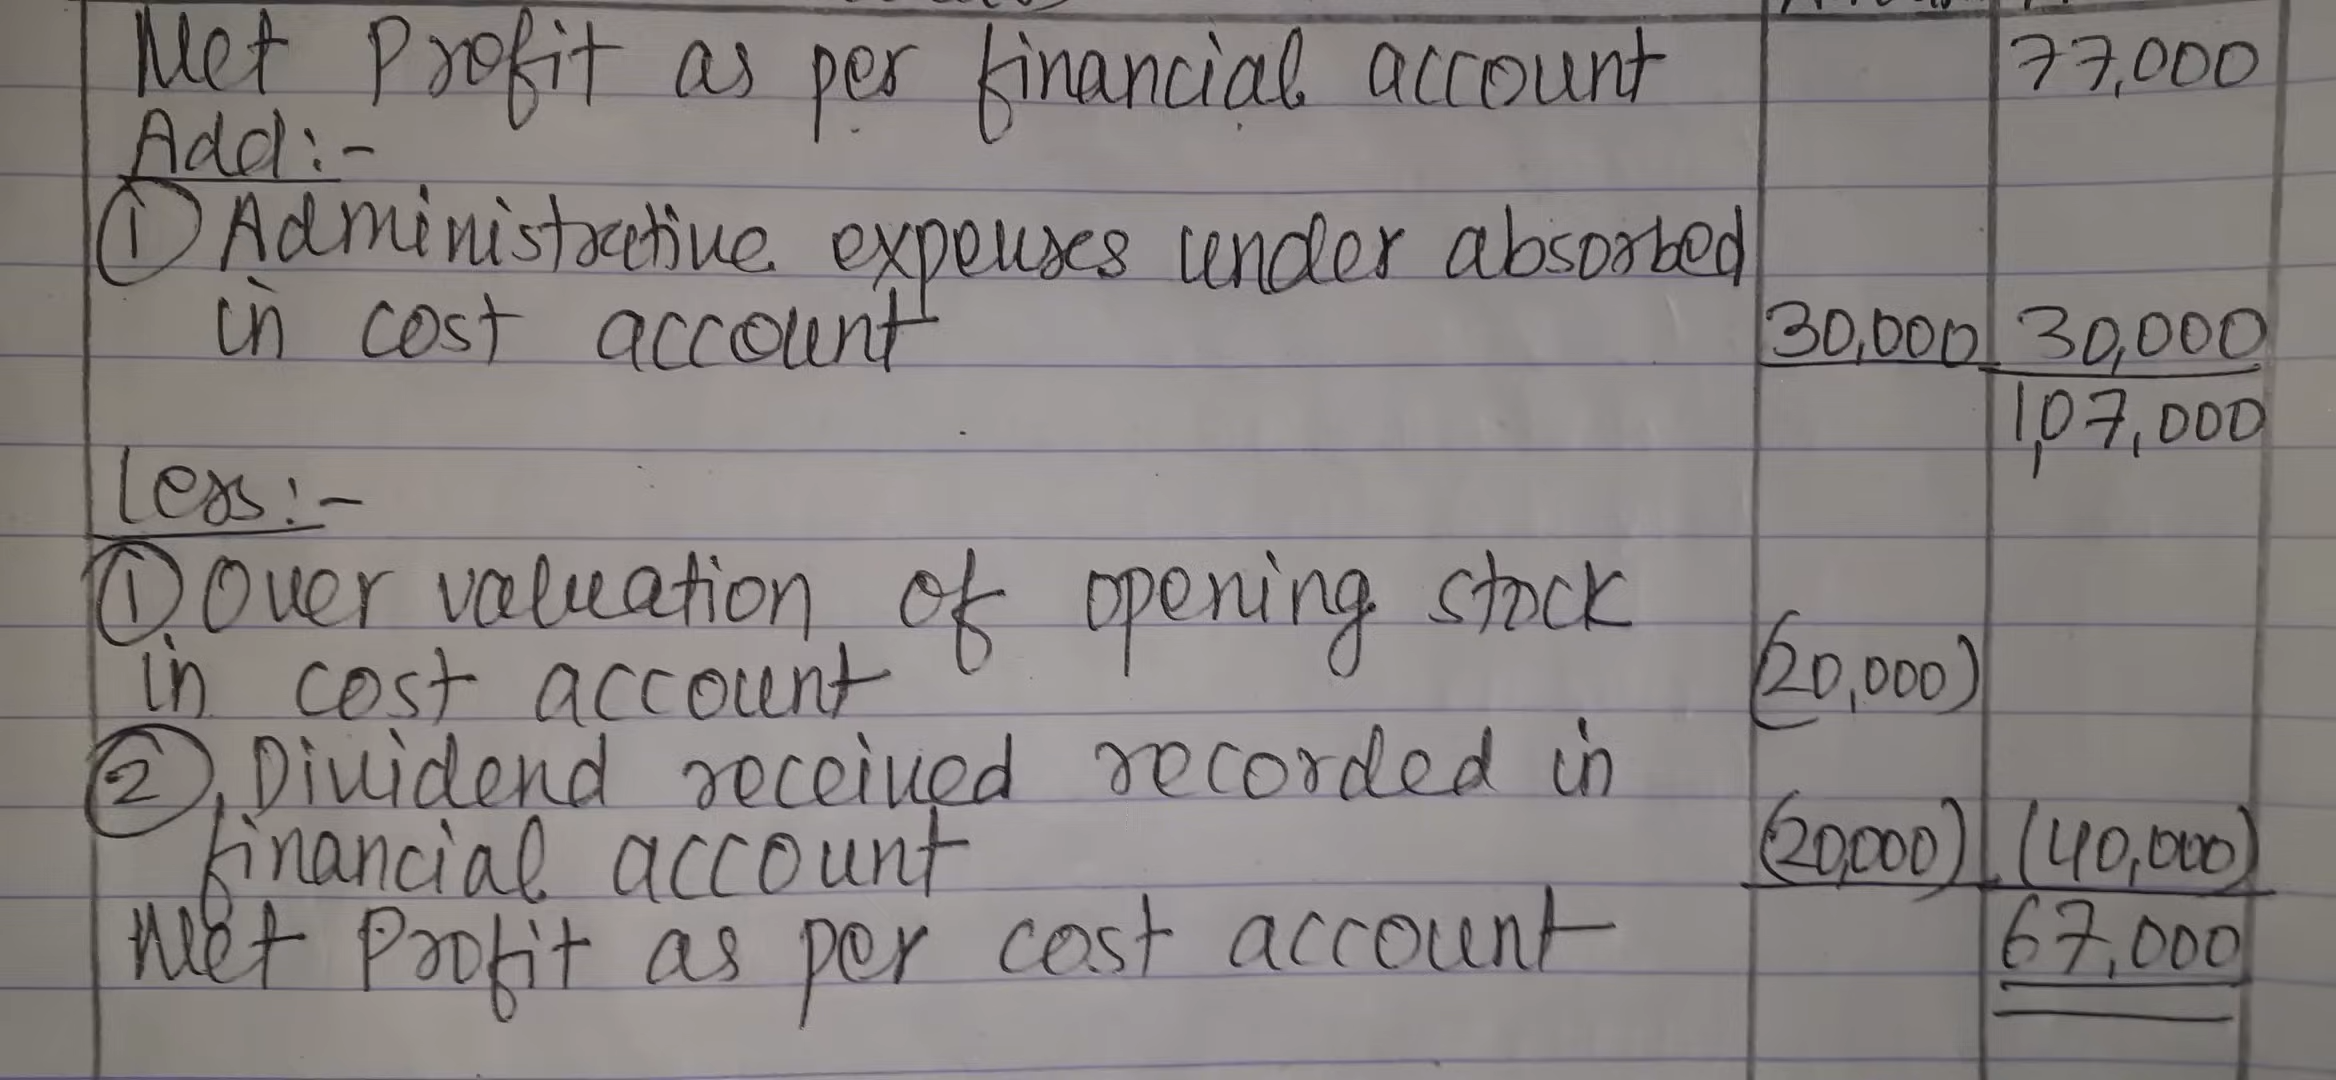 Net Profit as per financial account 77,000
Add:-
① Administrative expenses under absorbed
in cost account 30,000 30,000
1,07,000
Less:-
① Over valuation of opening stock
in cost account (20,000)
② Dividend received recorded in
financial account (20,000) (40,000)
Net Profit as per cost account 67,000